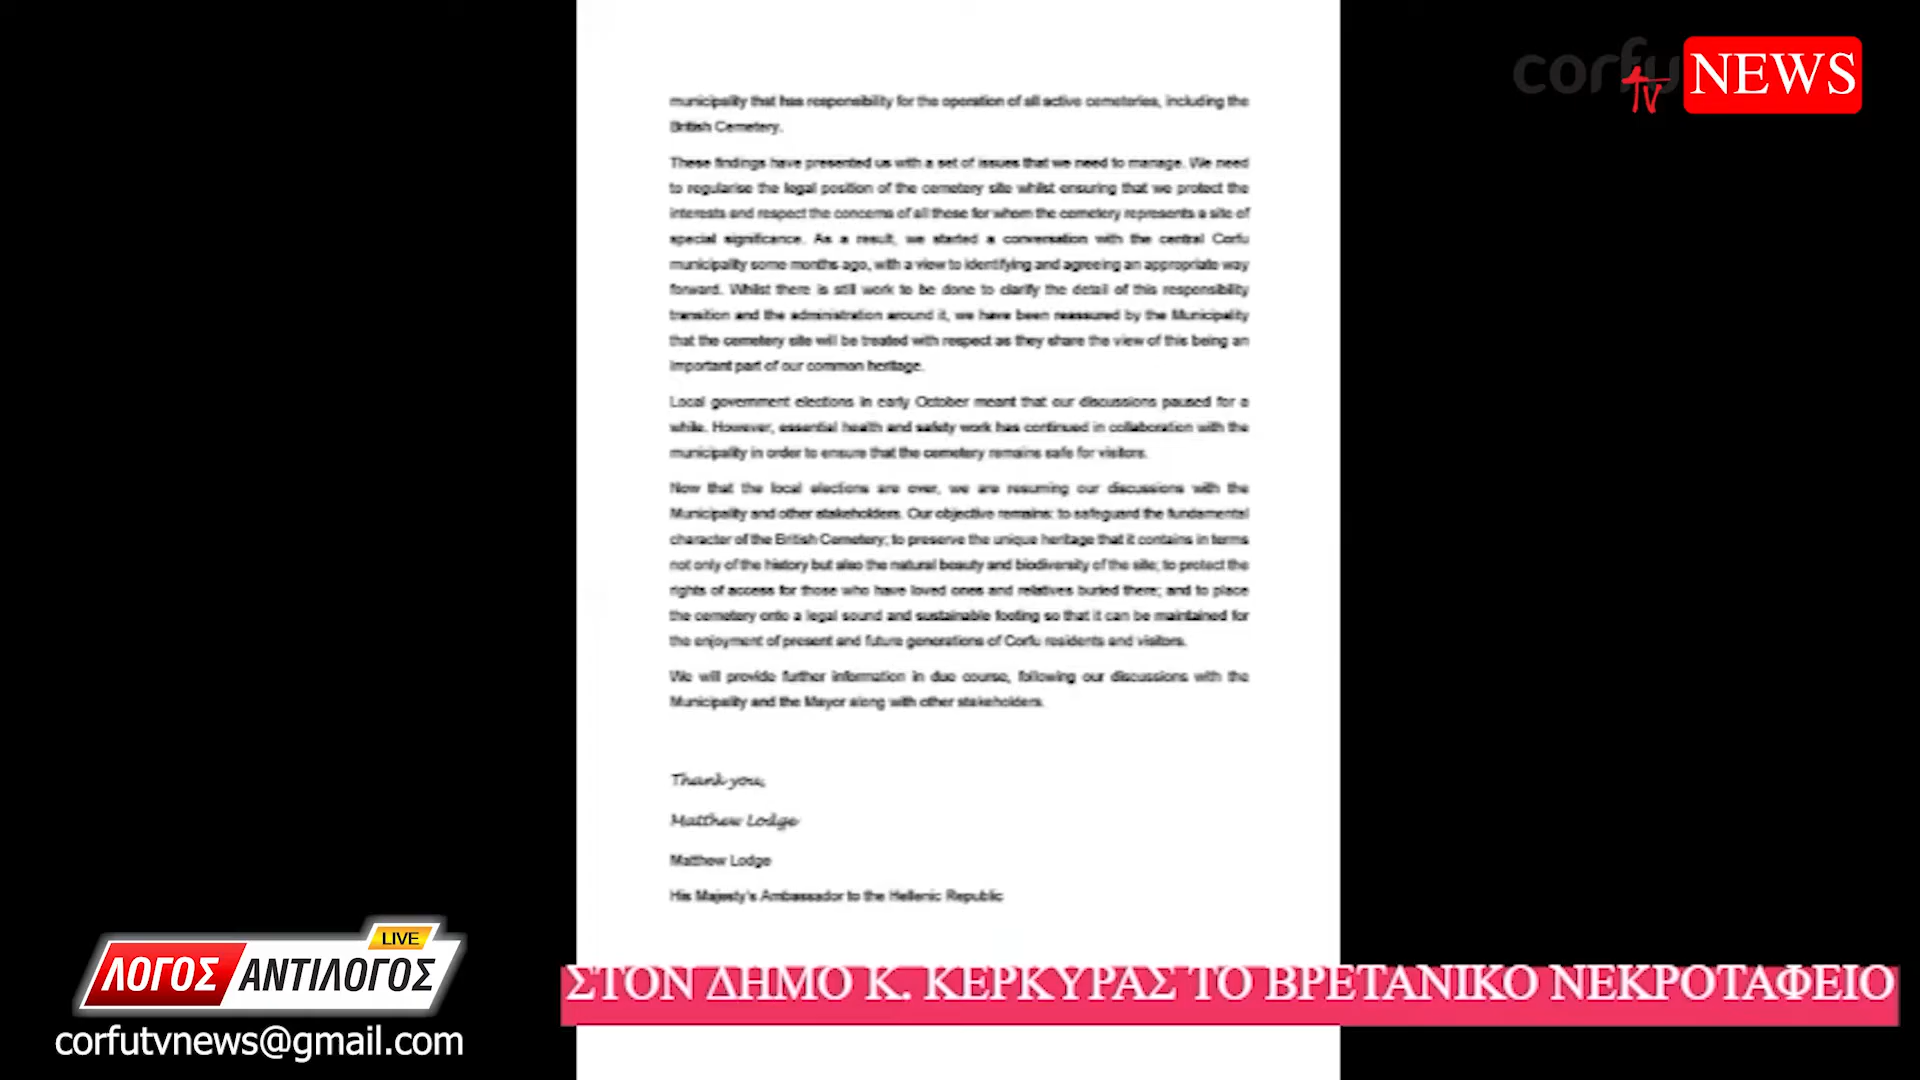 corfu
TV NEWS
municipality that has responsibility for the operation of all active cemeteries, including the
British Cemetery.
These findings have presented us with a set of issues that we need to manage. We need
to regularise the legal position of the cemetery site whilst ensuring that we protect the
interests and respect the concerns of all those for whom the cemetery represents a site of
special significance. As a result, we started a conversation with the central Corfu
municipality some months ago, with a view to identifying and agreeing an appropriate way
forward. Whilst there is still work to be done to clarify the detail of this responsibility
transition and the administration around it, we have been reassured by the Municipality
that the cemetery site will be treated with respect as they share the view of this being an
important part of our common heritage.
Local government elections in early October meant that our discussions paused for a
while. However, essential health and safety work has continued in collaboration with the
municipality in order to ensure that the cemetery remains safe for visitors.
Now that the local elections are over, we are resuming our discussions with the
Municipality and other stakeholders. Our objective remains: to safeguard the fundamental
character of the British Cemetery; to preserve the unique heritage that it contains in terms
not only of the history but also the natural beauty and biodiversity of the site; to protect the
rights of access for those who have loved ones and relatives buried there; and to place
the cemetery onto a legal sound and sustainable footing so that it can be maintained for
the enjoyment of present and future generations of Corfu residents and visitors.
We will provide further information in due course, following our discussions with the
Municipality and the Mayor along with other stakeholders.
Thank you,
Matthew Lodge
Matthew Lodge
His Majesty's Ambassador to the Hellenic Republic
LIVE
ΛΟΓΟΣ ΑΝΤΙΛΟΓΟΣ
ΣΤΟΝ ΔΗΜΟ Κ. ΚΕΡΚΥΡΑΣ ΤΟ ΒΡΕΤΑΝΙΚΟ ΝΕΚΡΟΤΑΦΕΙΟ
corfutvnews@gmail.com